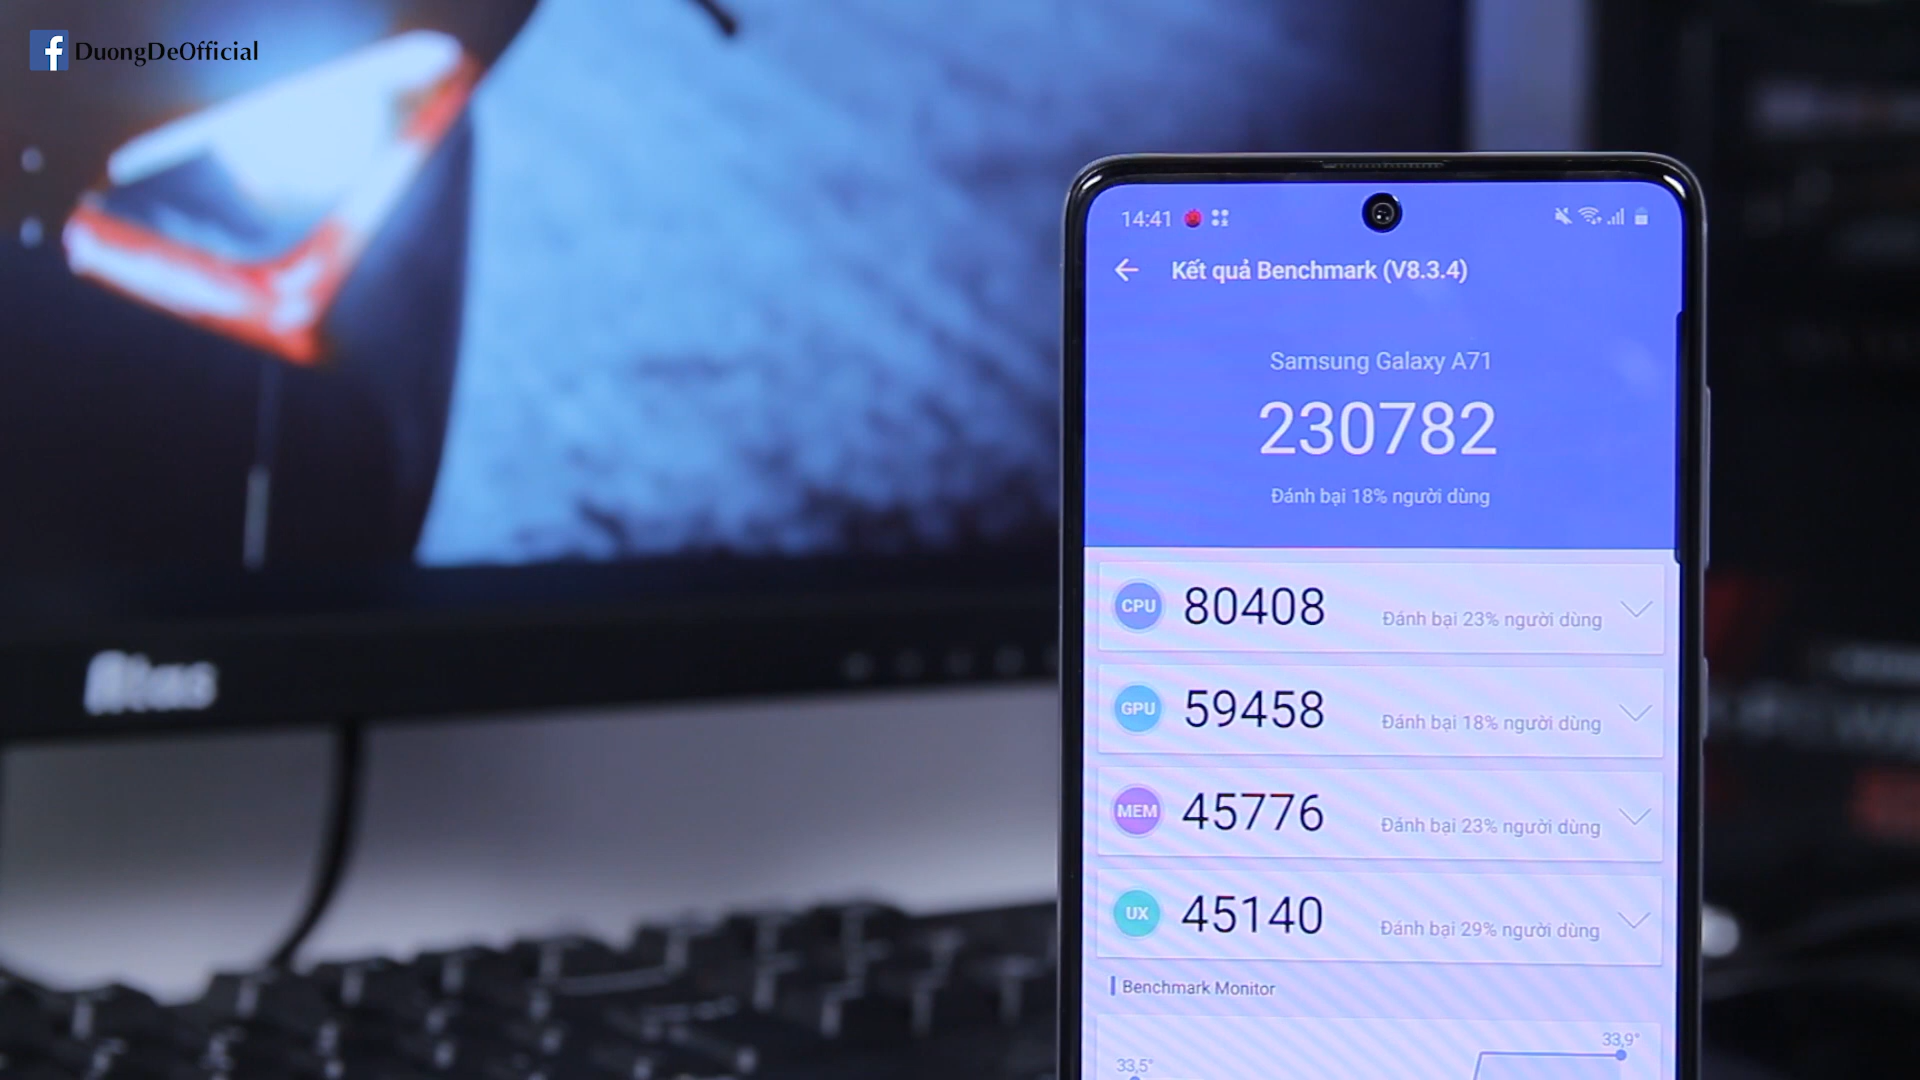 DuongDeOfficial
14:41
Kết quả Benchmark (V8.3.4)
Samsung Galaxy A71
230782
Đánh bại 18% người dùng
CPU 80408 Đánh bại 23% người dùng
GPU 59458 Đánh bại 18% người dùng
MEM 45776 Đánh bại 23% người dùng
UX 45140 Đánh bại 29% người dùng
Benchmark Monitor
33,9°
33,5°